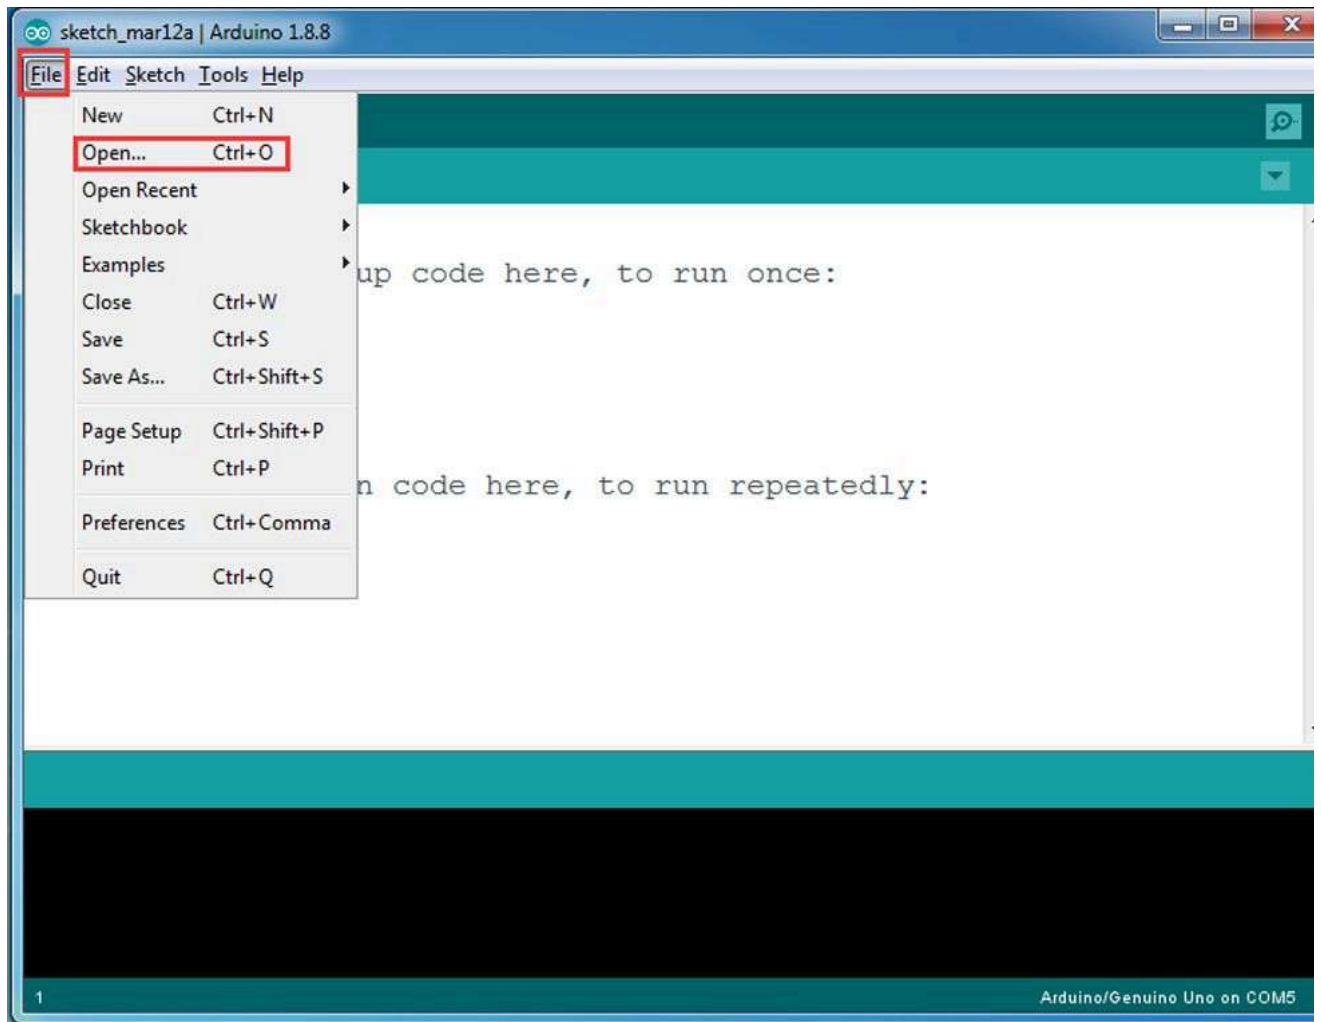 sketch_mar12a | Arduino 1.8.8
File Edit Sketch Tools Help
New Ctrl+N
Open... Ctrl+O
Open Recent
Sketchbook
Examples
Close Ctrl+W
Save Ctrl+S
Save As... Ctrl+Shift+S
Page Setup Ctrl+Shift+P
Print Ctrl+P
Preferences Ctrl+Comma
Quit Ctrl+Q
up code here, to run once:
n code here, to run repeatedly:
1 Arduino/Genuino Uno on COM5